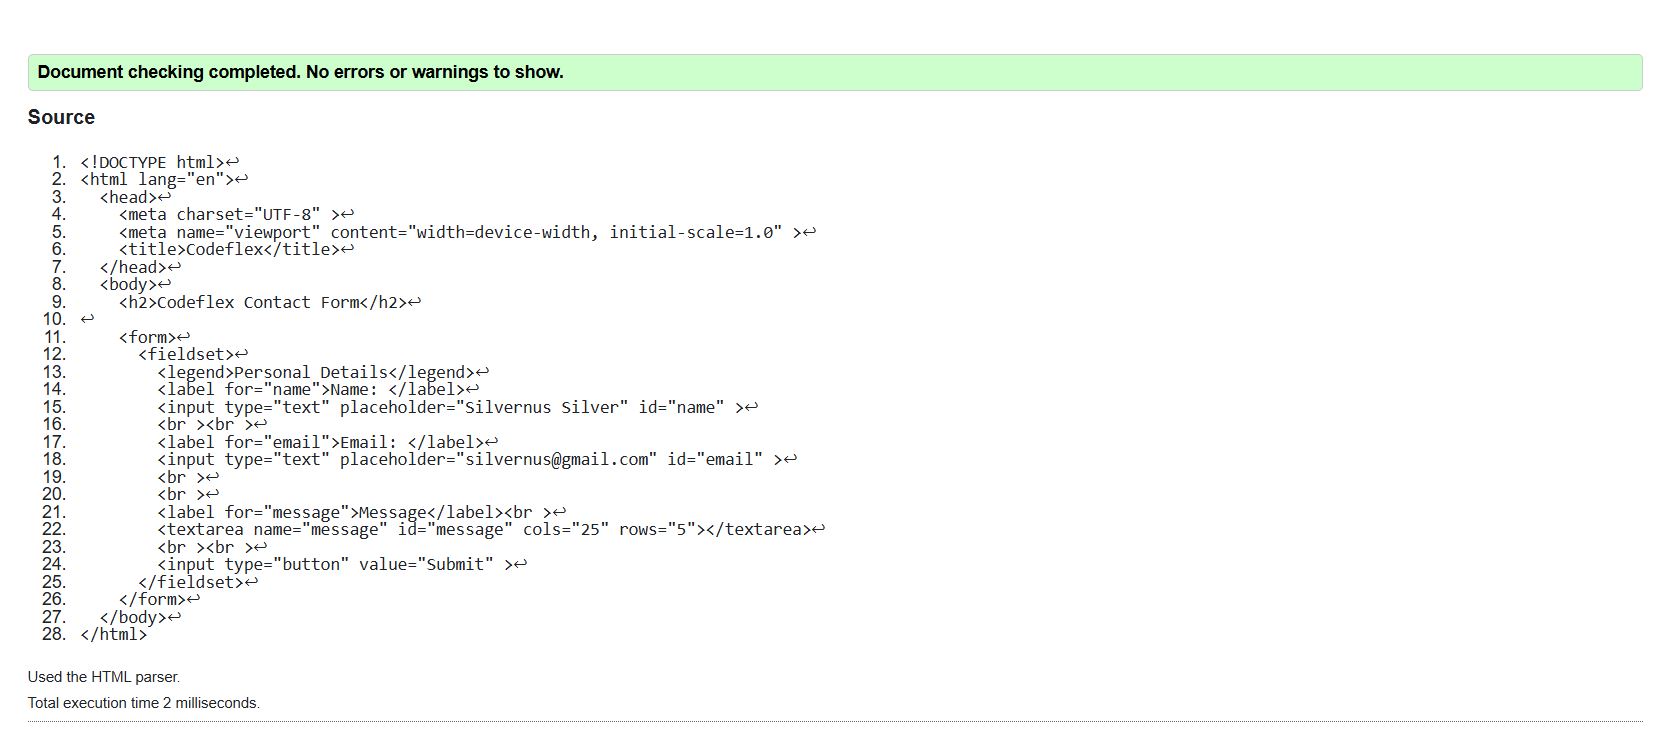 Document checking completed. No errors or warnings to show.
Source
1. <!DOCTYPE html>↩
2. <html lang="en">↩
3.   <head>↩
4.     <meta charset="UTF-8" >↩
5.     <meta name="viewport" content="width=device-width, initial-scale=1.0" >↩
6.     <title>Codeflex</title>↩
7.   </head>↩
8.   <body>↩
9.     <h2>Codeflex Contact Form</h2>↩
10. ↩
11.     <form>↩
12.       <fieldset>↩
13.         <legend>Personal Details</legend>↩
14.         <label for="name">Name: </label>↩
15.         <input type="text" placeholder="Silvernus Silver" id="name" >↩
16.         <br ><br >↩
17.         <label for="email">Email: </label>↩
18.         <input type="text" placeholder="silvernus@gmail.com" id="email" >↩
19.         <br >↩
20.         <br >↩
21.         <label for="message">Message</label><br >↩
22.         <textarea name="message" id="message" cols="25" rows="5"></textarea>↩
23.         <br ><br >↩
24.         <input type="button" value="Submit" >↩
25.       </fieldset>↩
26.     </form>↩
27.   </body>↩
28. </html>
Used the HTML parser.
Total execution time 2 milliseconds.